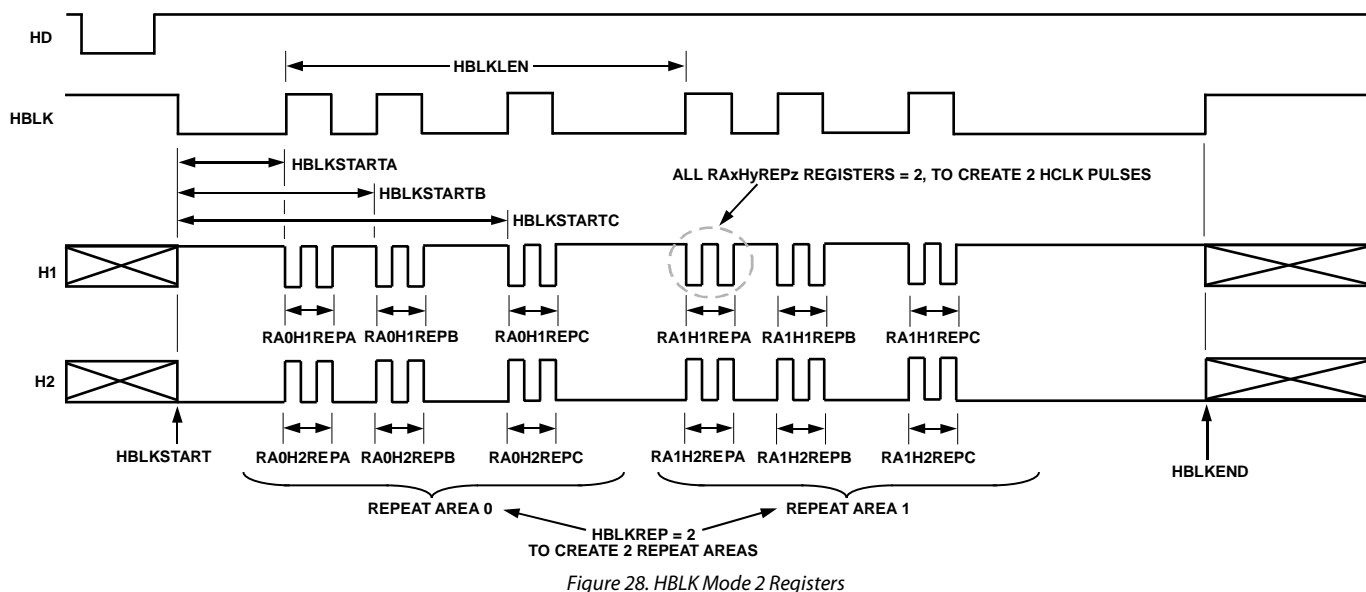 HD
HBLKLEN
HBLK
HBLKSTARTA
ALL RAxHyREPz REGISTERS = 2, TO CREATE 2 HCLK PULSES
HBLKSTARTB
HBLKSTARTC
H1
RA0H1REPA RA0H1REPB RA0H1REPC RA1H1REPA RA1H1REPB RA1H1REPC
H2
HBLKSTART RA0H2REPA RA0H2REPB RA0H2REPC RA1H2REPA RA1H2REPB RA1H2REPC HBLKEND
REPEAT AREA 0 REPEAT AREA 1
HBLKREP = 2
TO CREATE 2 REPEAT AREAS
Figure 28. HBLK Mode 2 Registers